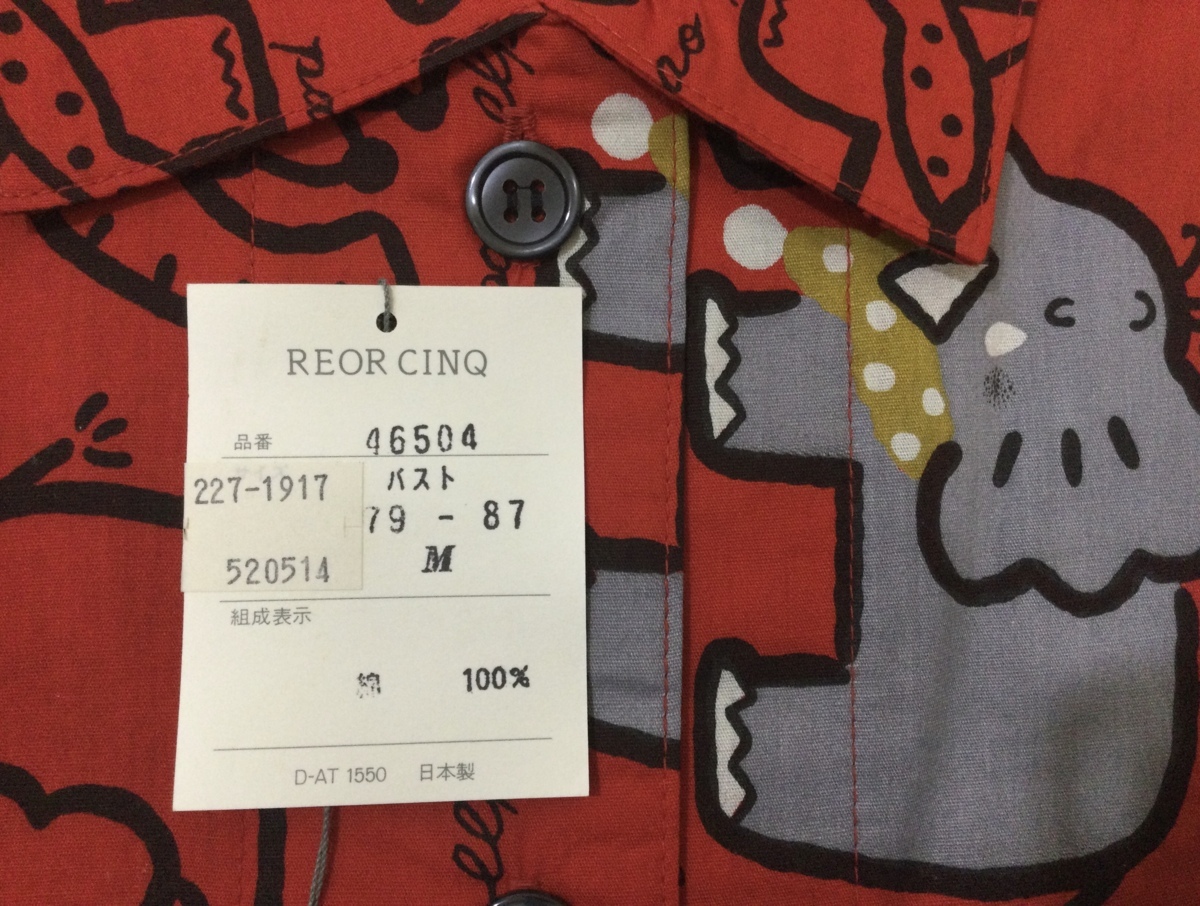 REOR CINQ
品番 46504
227-1917 バスト
79 - 87
520514 M
組成表示
綿 100%
D-AT 1550 日本製